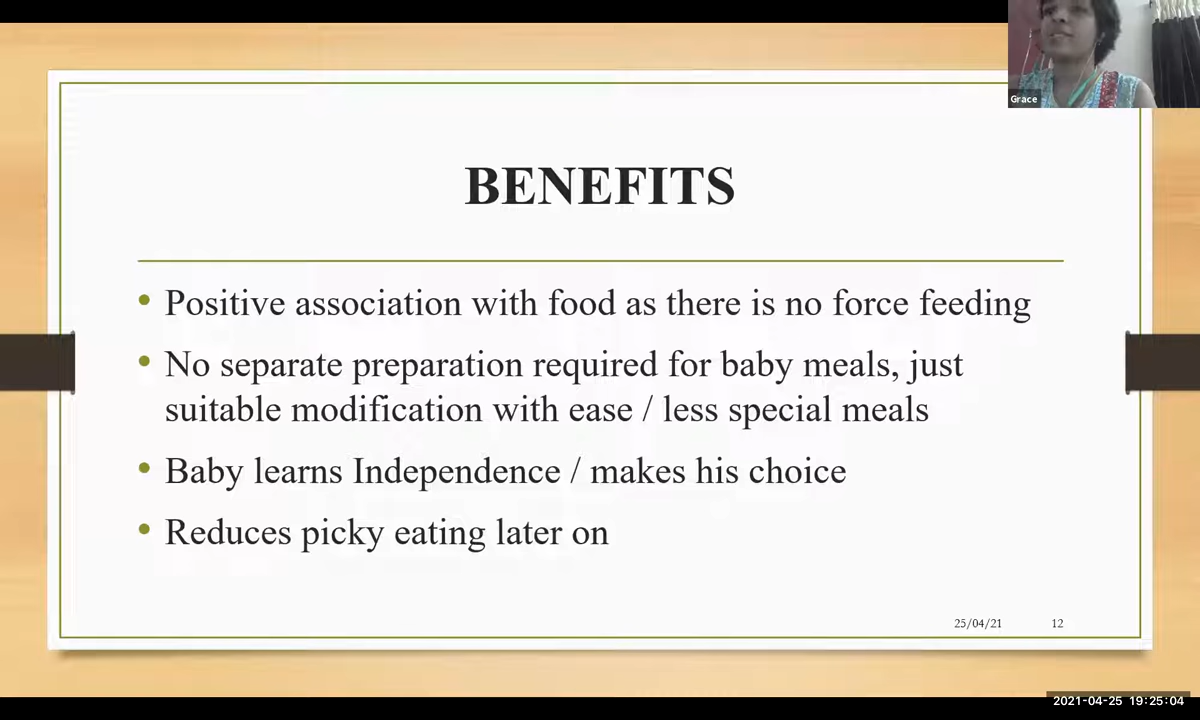 Grace
BENEFITS
• Positive association with food as there is no force feeding
• No separate preparation required for baby meals, just
suitable modification with ease / less special meals
• Baby learns Independence / makes his choice
• Reduces picky eating later on
25/04/21 12
2021-04-25 19:25:04